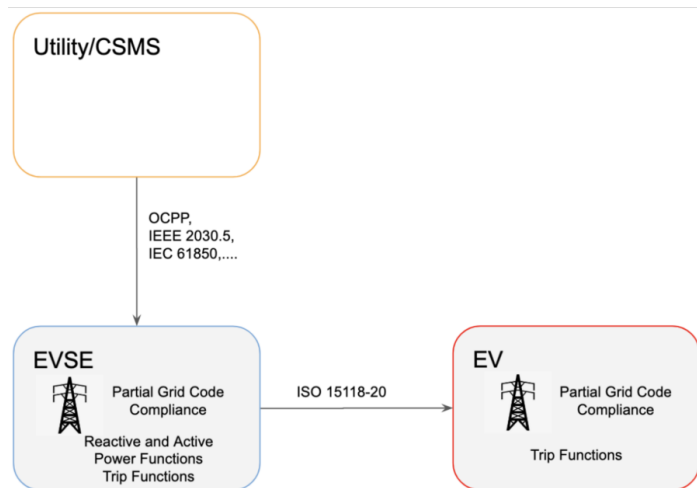 Utility/CSMS
OCPP,
IEEE 2030.5,
IEC 61850,....
EVSE
Partial Grid Code
Compliance
Reactive and Active
Power Functions
Trip Functions
ISO 15118-20
EV
Partial Grid Code
Compliance
Trip Functions